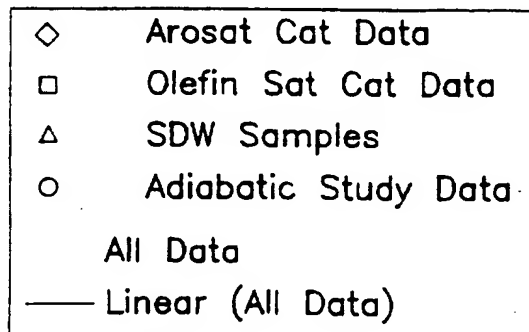 Arosat Cat Data
Olefin Sat Cat Data
SDW Samples
Adiabatic Study Data
All Data
Linear (All Data)